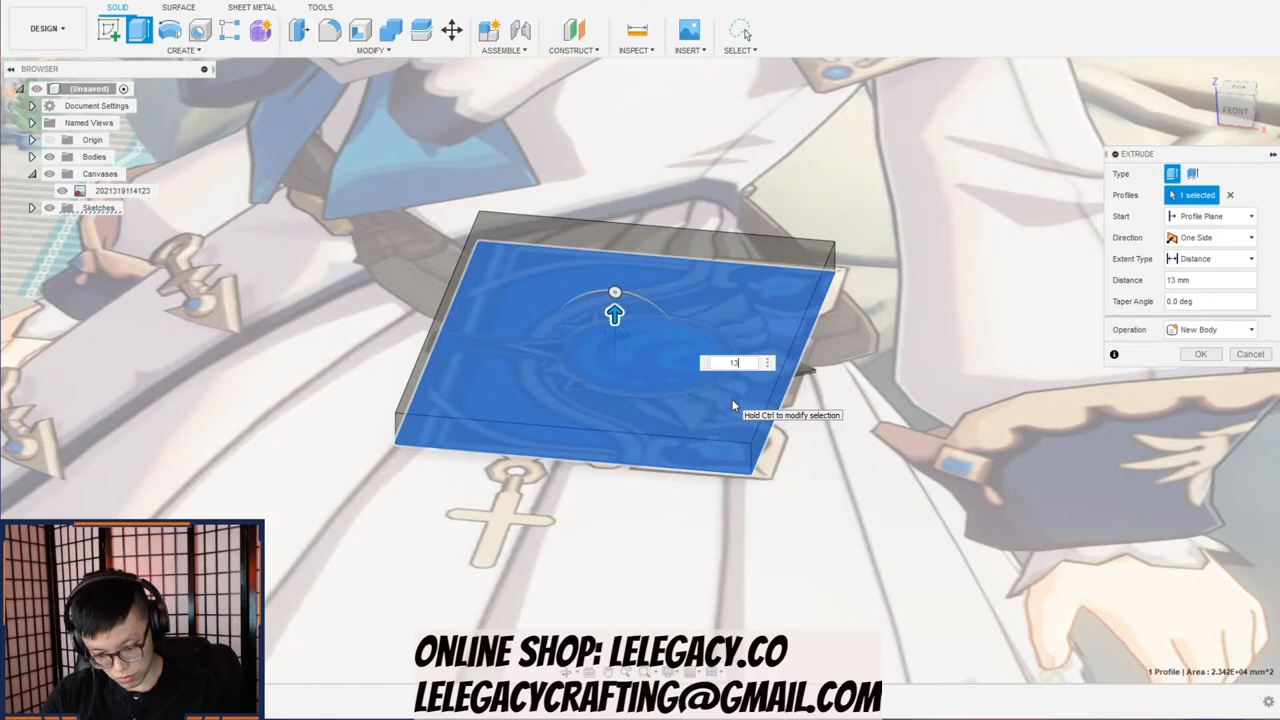 SOLID SURFACE SHEET METAL TOOLS
DESIGN
CREATE MODIFY ASSEMBLE CONSTRUCT INSPECT INSERT SELECT
BROWSER
(Unsaved)
Document Settings
Named Views
Origin
Bodies
Canvases
2021319114123
Sketches
Z
TOP
FRONT
X
EXTRUDE
Type
Profiles 1 selected
Start Profile Plane
Direction One Side
Extent Type Distance
Distance 13 mm
Taper Angle 0.0 deg
Operation New Body
OK Cancel
13
Hold Ctrl to modify selection
ONLINE SHOP: LELEGACY.CO
LELEGACYCRAFTING@GMAIL.COM
1 Profile | Area : 2.342E+04 mm^2